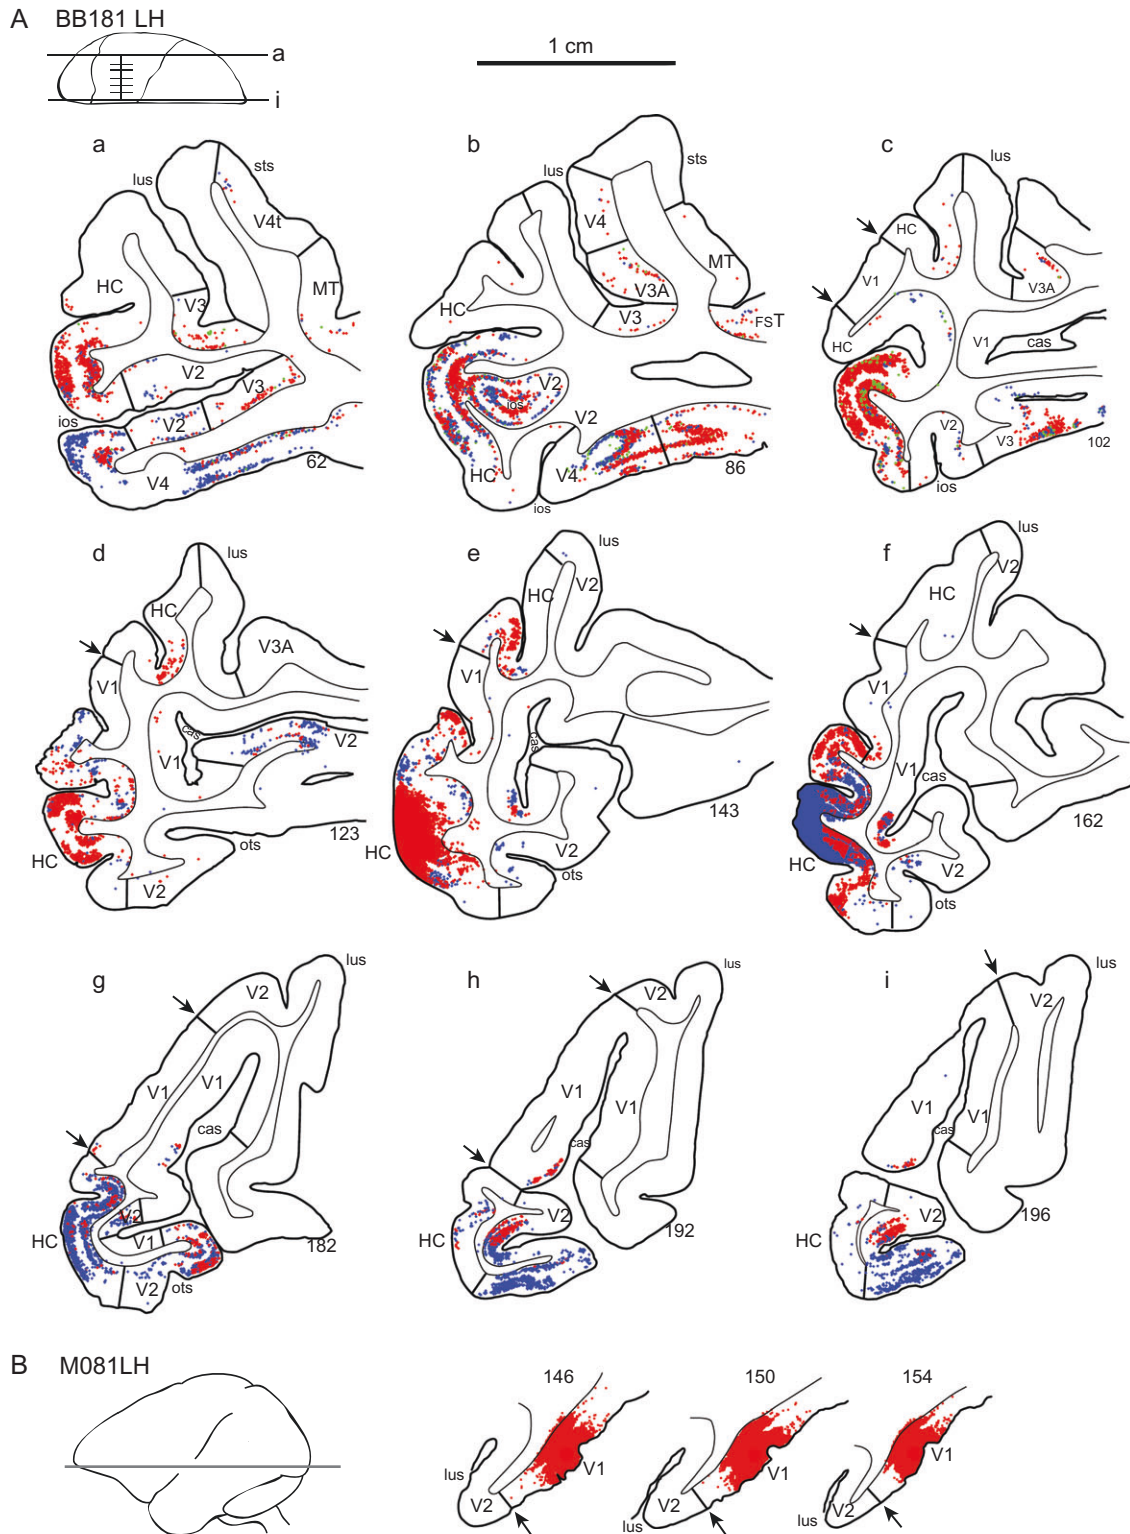 A BB181 LH
a
i
1 cm
a
lus
sts
V4t
HC
V3
MT
V2
V3
ios
V2
V4
62
b
sts
lus
V4
MT
HC
V3A
V3
FST
V2
ios
V2
HC
V4
86
ios
c
lus
HC
V1
V3A
HC
V1
cas
V2
V3
102
ios
d
lus
HC
V3A
V1
cas
V2
V1
123
HC
ots
V2
e
lus
V2
HC
V1
cas
143
HC
V2
ots
f
lus
V2
HC
V1
V1
cas
162
HC
V2
ots
g
lus
V2
V1
V1
cas
V2
HC
V1
182
V2
ots
h
lus
V2
V1
V1
cas
V2
HC
192
i
lus
V2
V1
V1
cas
V2
HC
196
B M081LH
146
lus
V1
V2
150
V1
V2
lus
154
V1
V2
lus